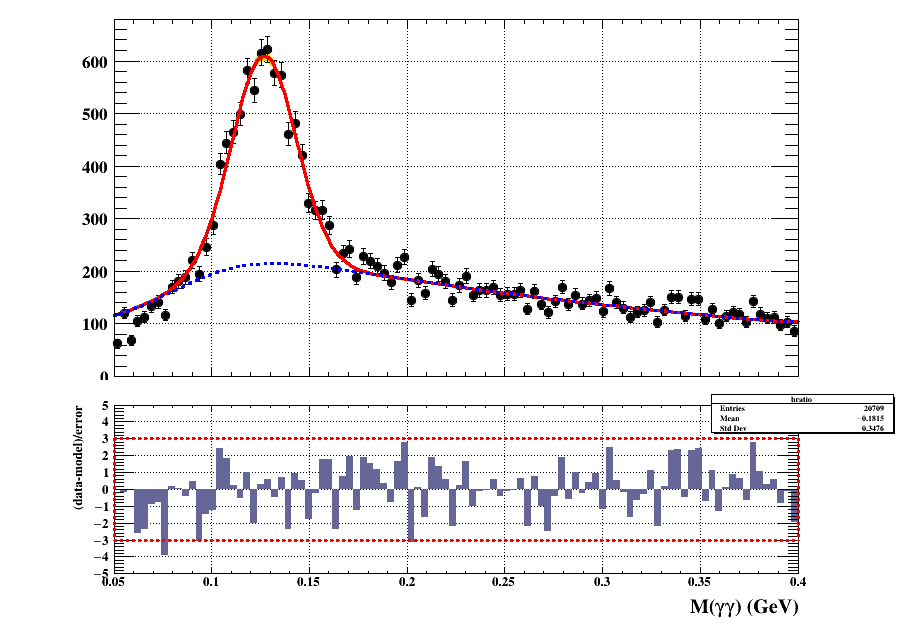 600
500
400
300
200
100
0
hratio
Entries 20709
Mean −0.1815
Std Dev 0.3476
(data-model)/error
5
4
3
2
1
0
−1
−2
−3
−4
−5
0.05 0.1 0.15 0.2 0.25 0.3 0.35 0.4
M(γγ) (GeV)